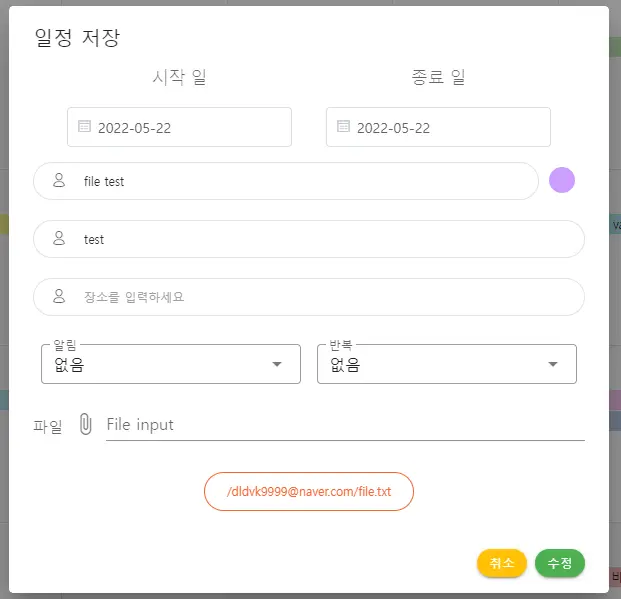 일정 저장
시작 일 종료 일
2022-05-22 2022-05-22
file test
test
장소를 입력하세요
알림 반복
없음 없음
파일 File input
/dldvk9999@naver.com/file.txt
취소 수정